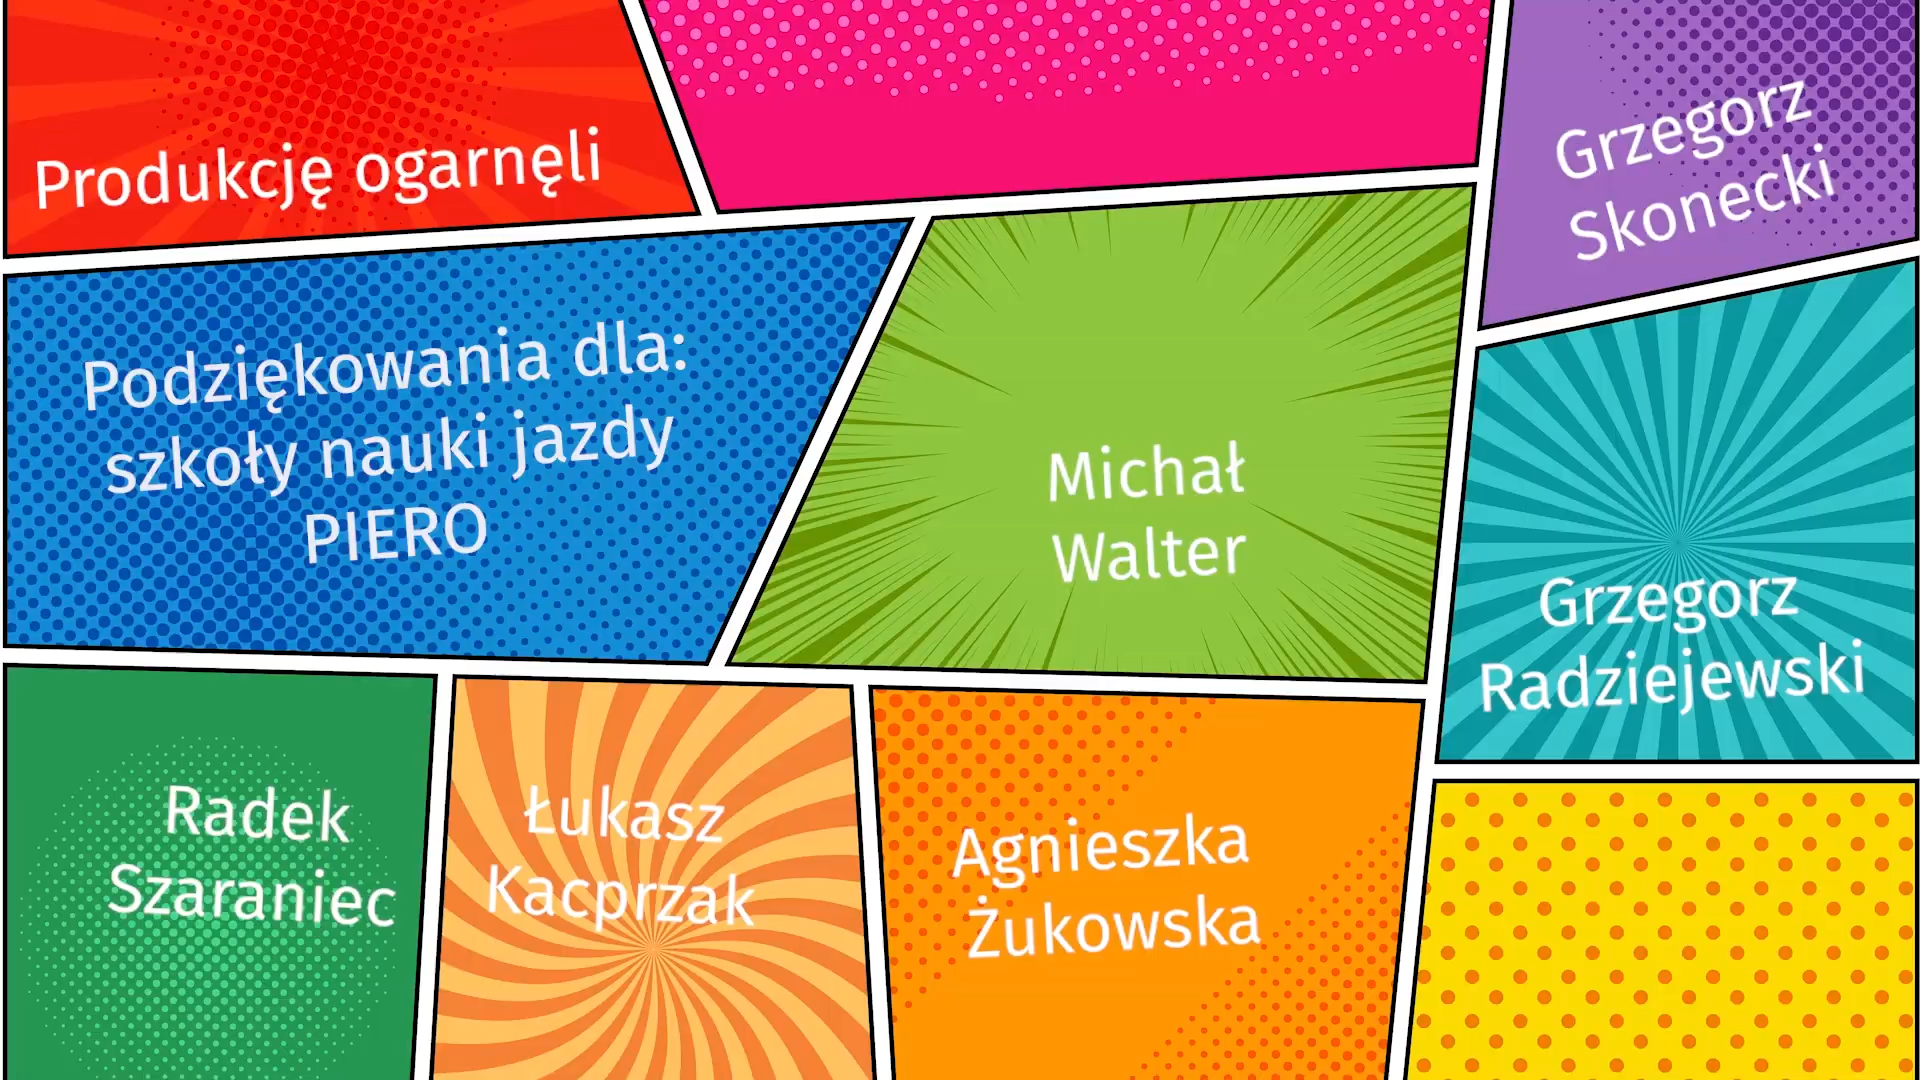 Produkcję ogarnęli
Grzegorz
Skonecki
Podziękowania dla:
szkoły nauki jazdy
PIERO
Michał
Walter
Grzegorz
Radziejewski
Radek
Szaraniec
Łukasz
Kacprzak
Agnieszka
Żukowska